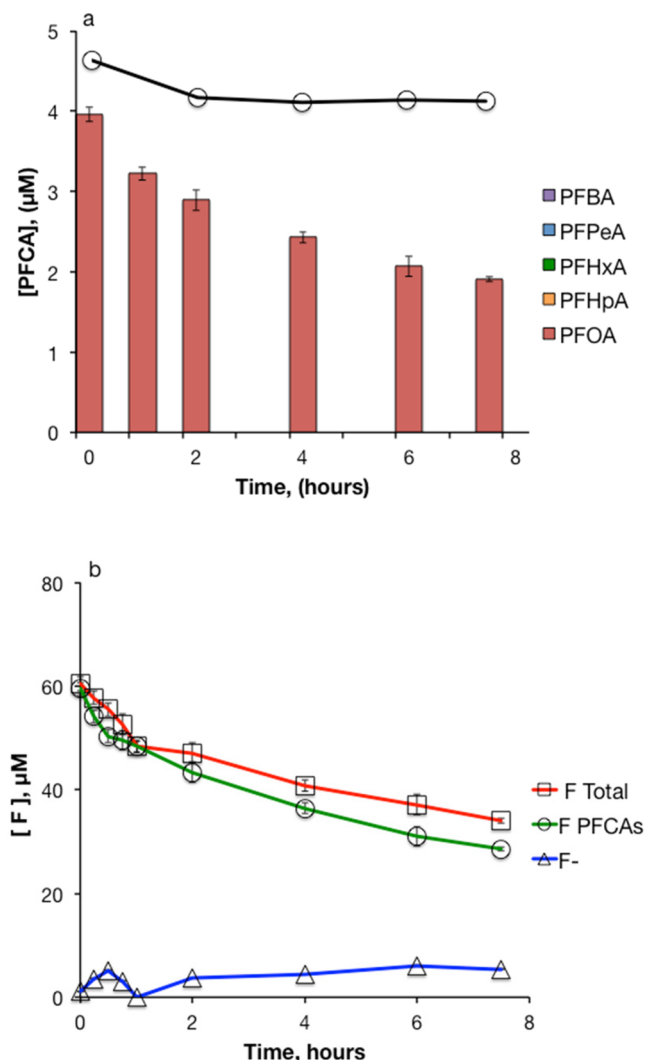 a
5
4
3
2
1
0
[PFCA], (µM)
0 2 4 6 8
Time, (hours)
PFBA
PFPeA
PFHxA
PFHpA
PFOA
b
80
60
40
20
0
[ F ], µM
0 2 4 6 8
Time, hours
F Total
F PFCAs
F-